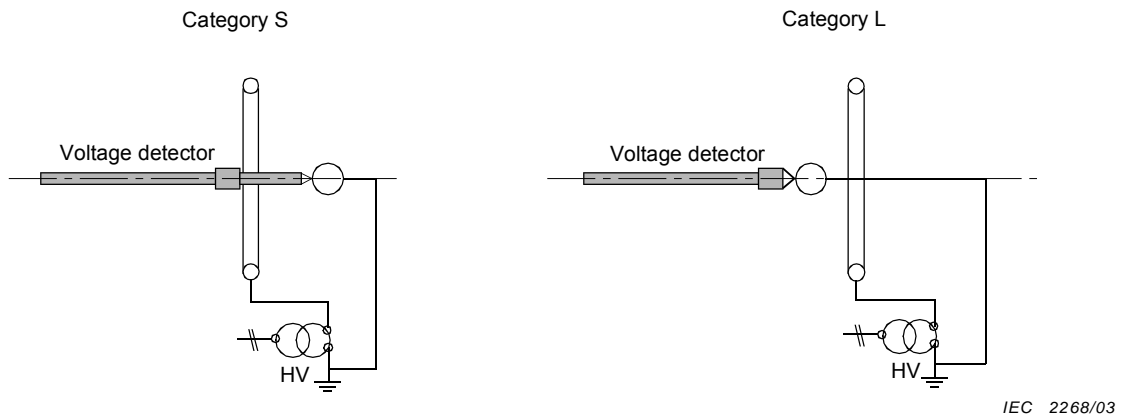 Category S
Category L
Voltage detector
Voltage detector
HV
HV
IEC 2268/03